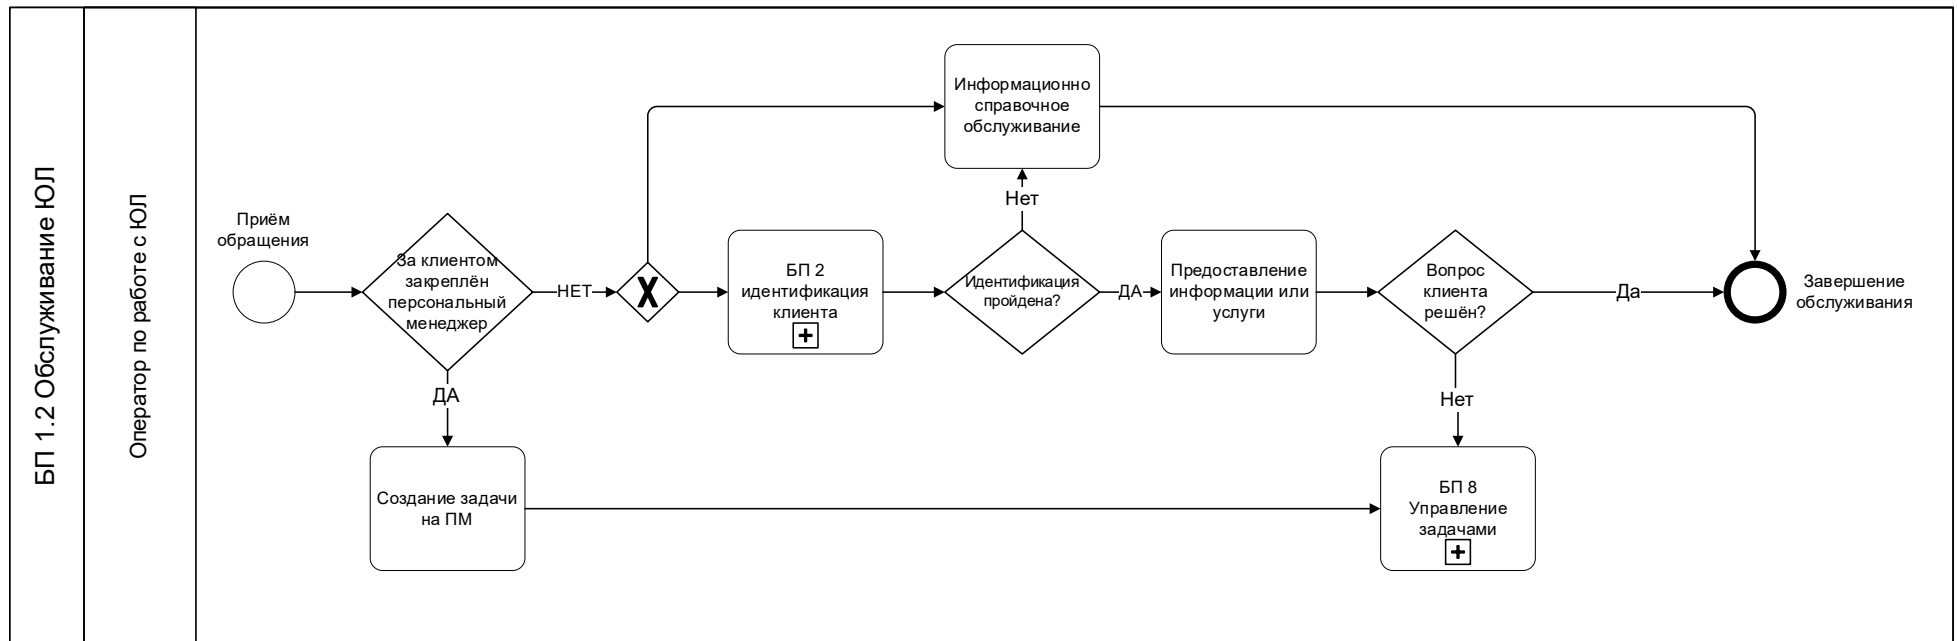 БП 1.2 Обслуживание ЮЛ
Оператор по работе с ЮЛ
Приём
обращения
За клиентом
закреплён
персональный
менеджер
НЕТ
ДА
Создание задачи
на ПМ
X
БП 2
идентификация
клиента
Идентификация
пройдена?
Нет
Информационно
справочное
обслуживание
ДА
Предоставление
информации или
услуги
Вопрос
клиента
решён?
Да
Нет
БП 8
Управление
задачами
Завершение
обслуживания